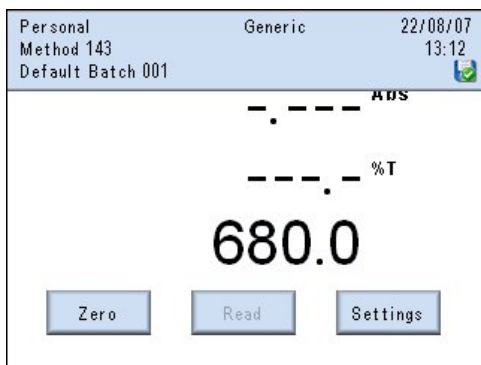 Personal Generic 22/08/07
Method 143 13:12
Default Batch 001
-.--- Abs
---.- %T
680.0
Zero Read Settings